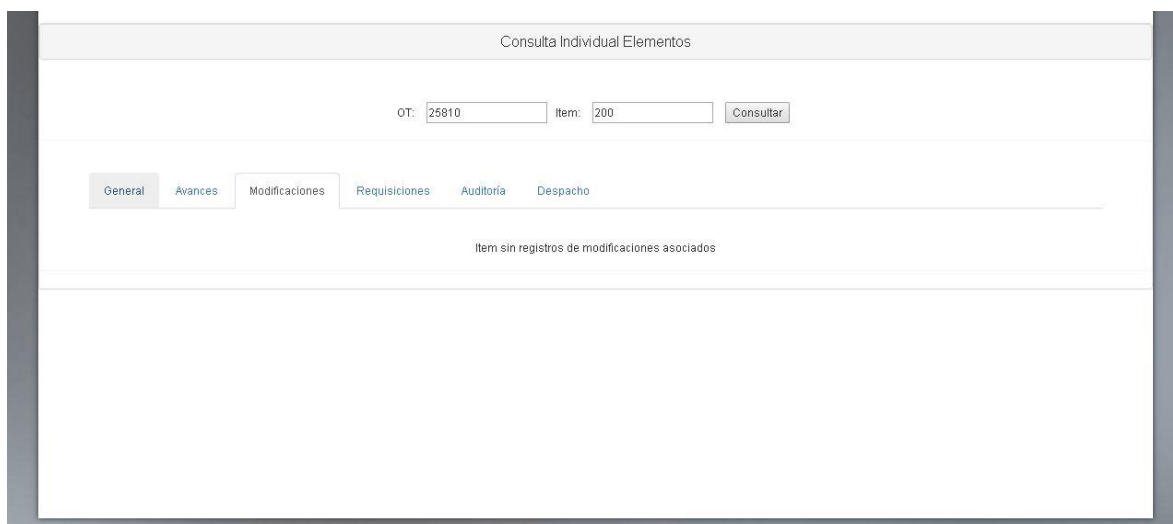 Consulta Individual Elementos
OT: 25810 Item: 200 Consultar
General Avances Modificaciones Requisiciones Auditoría Despacho
Item sin registros de modificaciones asociados